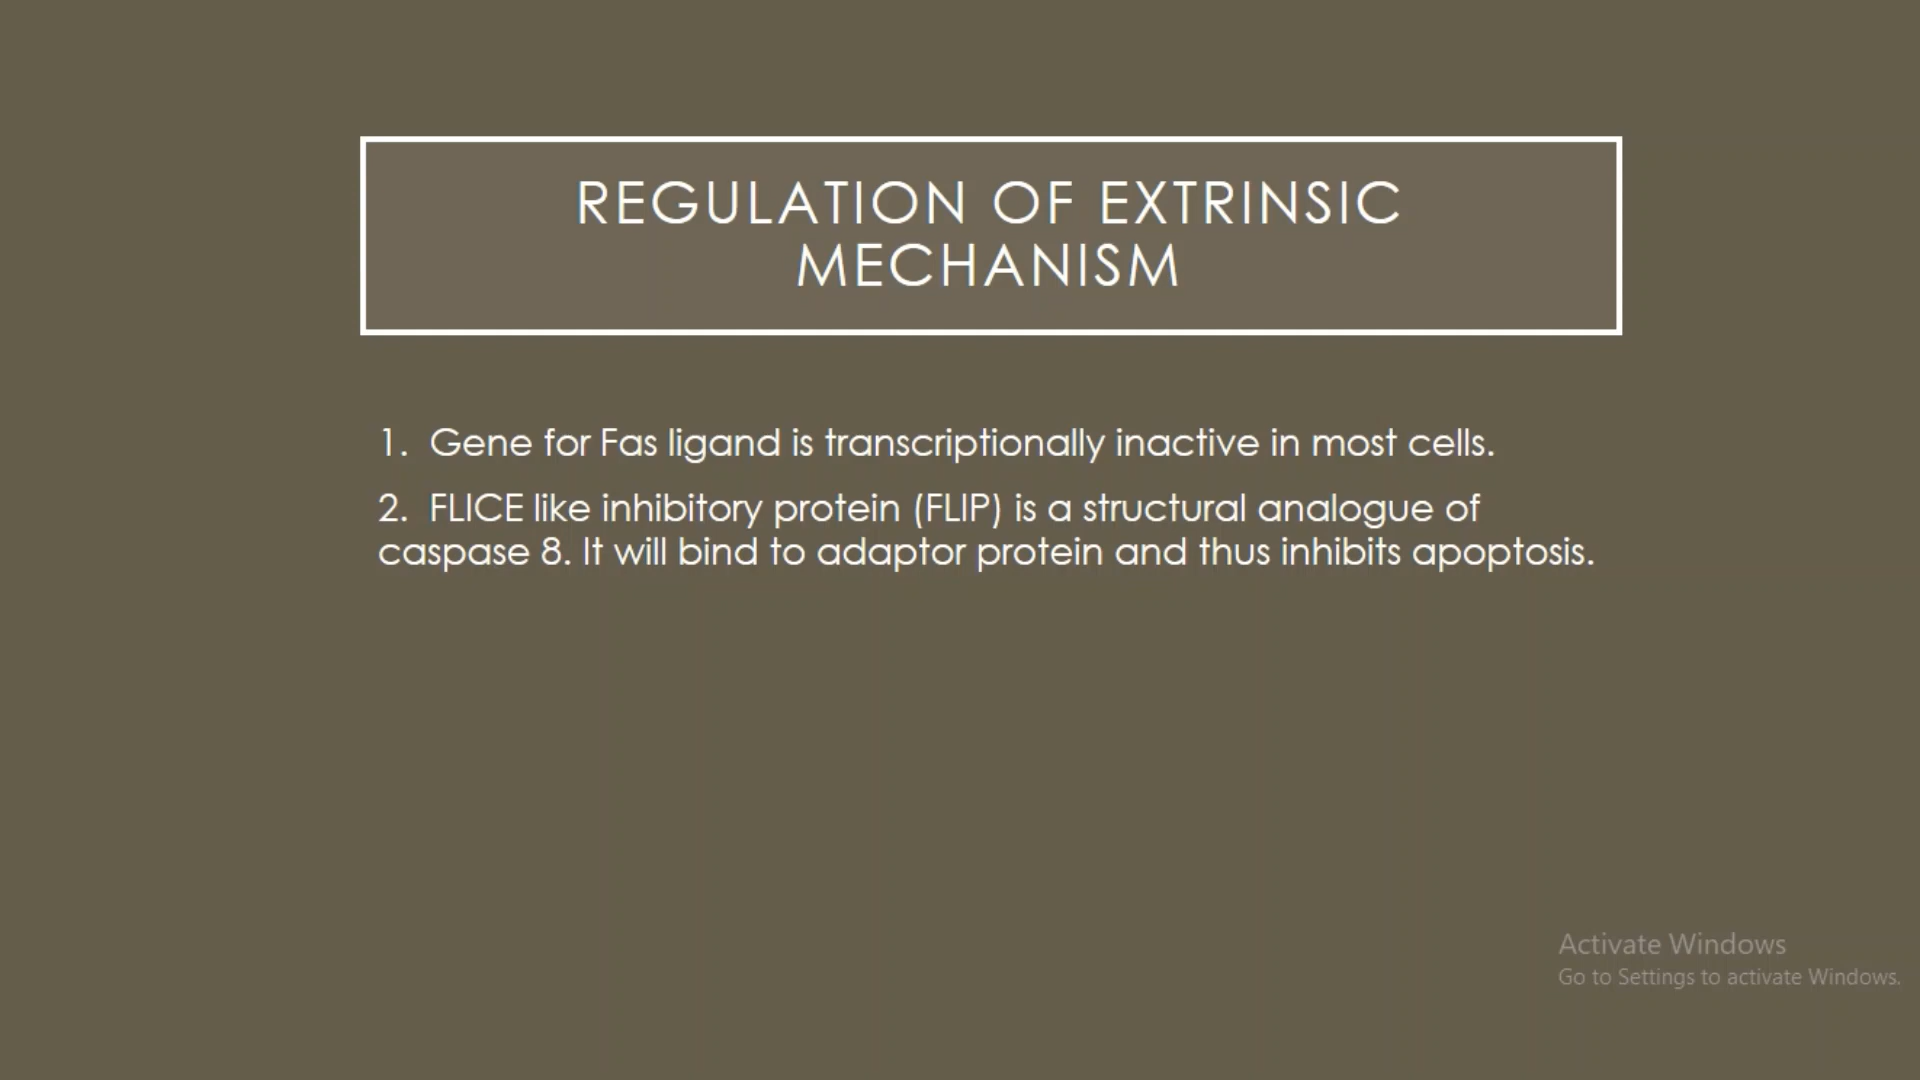 REGULATION OF EXTRINSIC
MECHANISM
1. Gene for Fas ligand is transcriptionally inactive in most cells.
2. FLICE like inhibitory protein (FLIP) is a structural analogue of
caspase 8. It will bind to adaptor protein and thus inhibits apoptosis.
Activate Windows
Go to Settings to activate Windows.